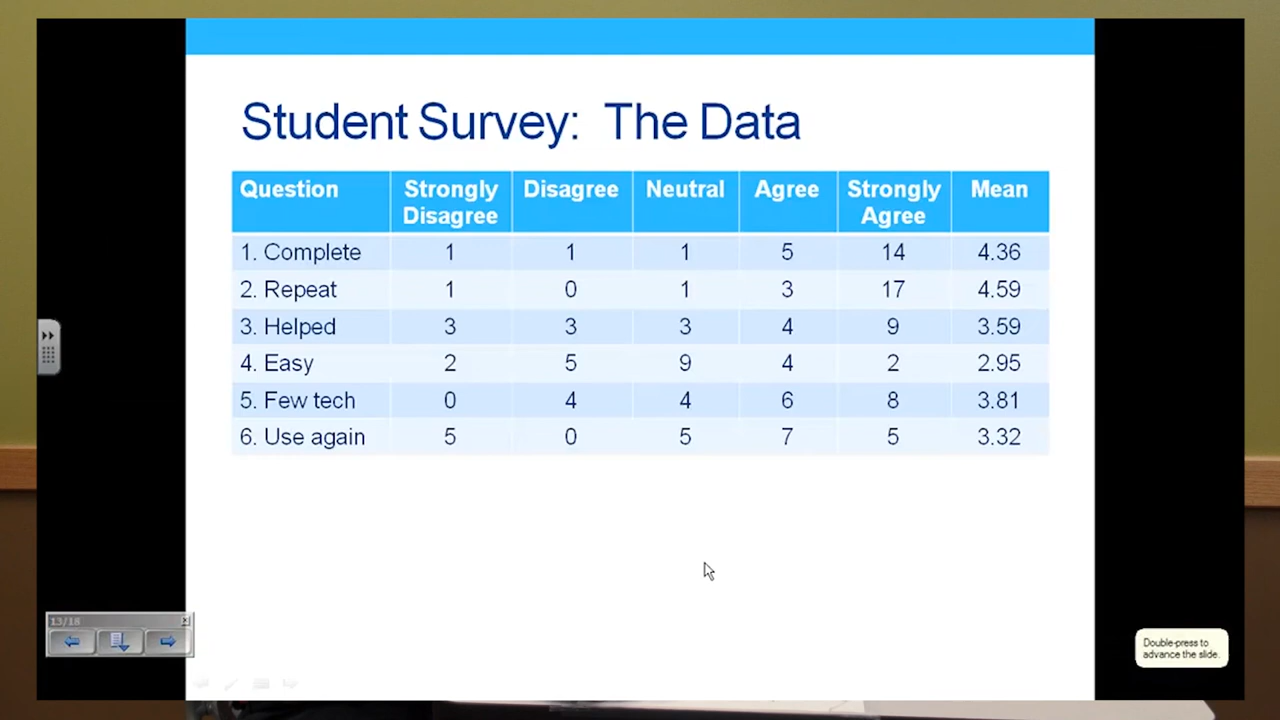 Student Survey: The Data
Question Strongly Disagree Disagree Neutral Agree Strongly Agree Mean
1. Complete 1 1 1 5 14 4.36
2. Repeat 1 0 1 3 17 4.59
3. Helped 3 3 3 4 9 3.59
4. Easy 2 5 9 4 2 2.95
5. Few tech 0 4 4 6 8 3.81
6. Use again 5 0 5 7 5 3.32
13/18
Double-press to
advance the slide.